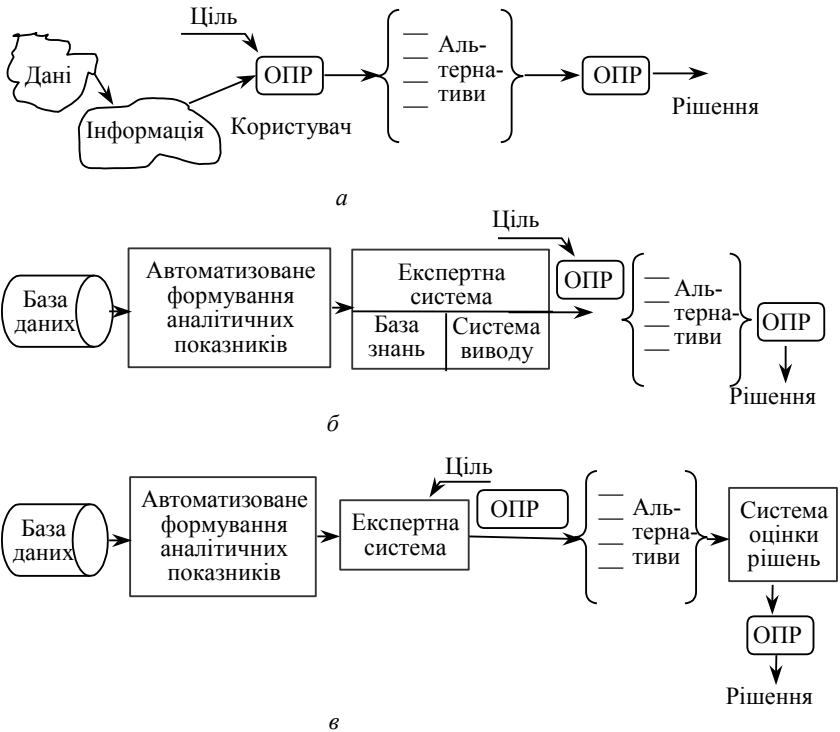 Ціль
Дані
ОПР
Аль-
терна-
тиви
ОПР
Інформація
Користувач
Рішення
а
Ціль
База
даних
Автоматизоване
формування
аналітичних
показників
Експертна
система
База
знань
Система
виводу
ОПР
Аль-
терна-
тиви
ОПР
Рішення
б
Ціль
База
даних
Автоматизоване
формування
аналітичних
показників
Експертна
система
ОПР
Аль-
терна-
тиви
Система
оцінки
рішень
ОПР
Рішення
в